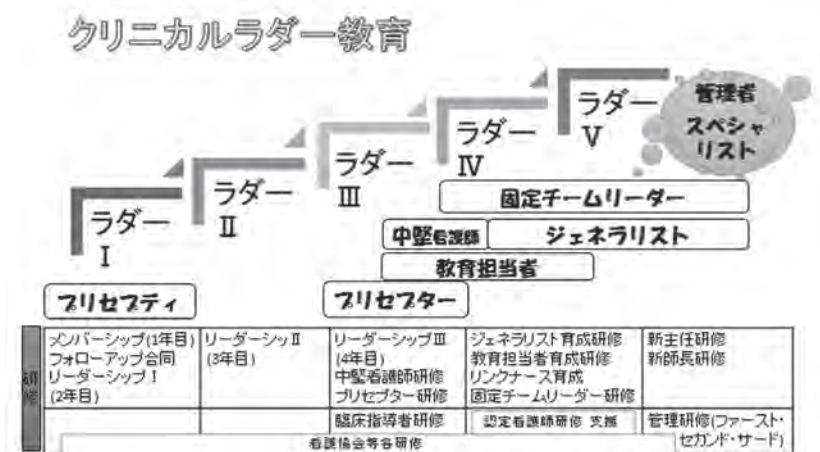 クリニカルラダー教育
ラダー
Ⅰ
ラダー
Ⅱ
ラダー
Ⅲ
ラダー
Ⅳ
ラダー
Ⅴ
管理者
スペシャ
リスト
固定チームリーダー
中堅看護師
ジェネラリスト
教育担当者
プリセプティ
プリセプター
研修
メンバーシップ(1年目)
フォローアップ合同
リーダーシップⅠ
(2年目)
リーダーシッⅡ
(3年目)
リーダーシップⅢ
(4年目)
中堅看護師研修
プリセプター研修
ジェネラリスト育成研修
教育担当者育成研修
リンクナース育成
固定チームリーダー研修
新主任研修
新師長研修
臨床指導者研修
認定看護師研修 支援
管理研修(ファースト・
セカンド・サード)
看護協会等各研修